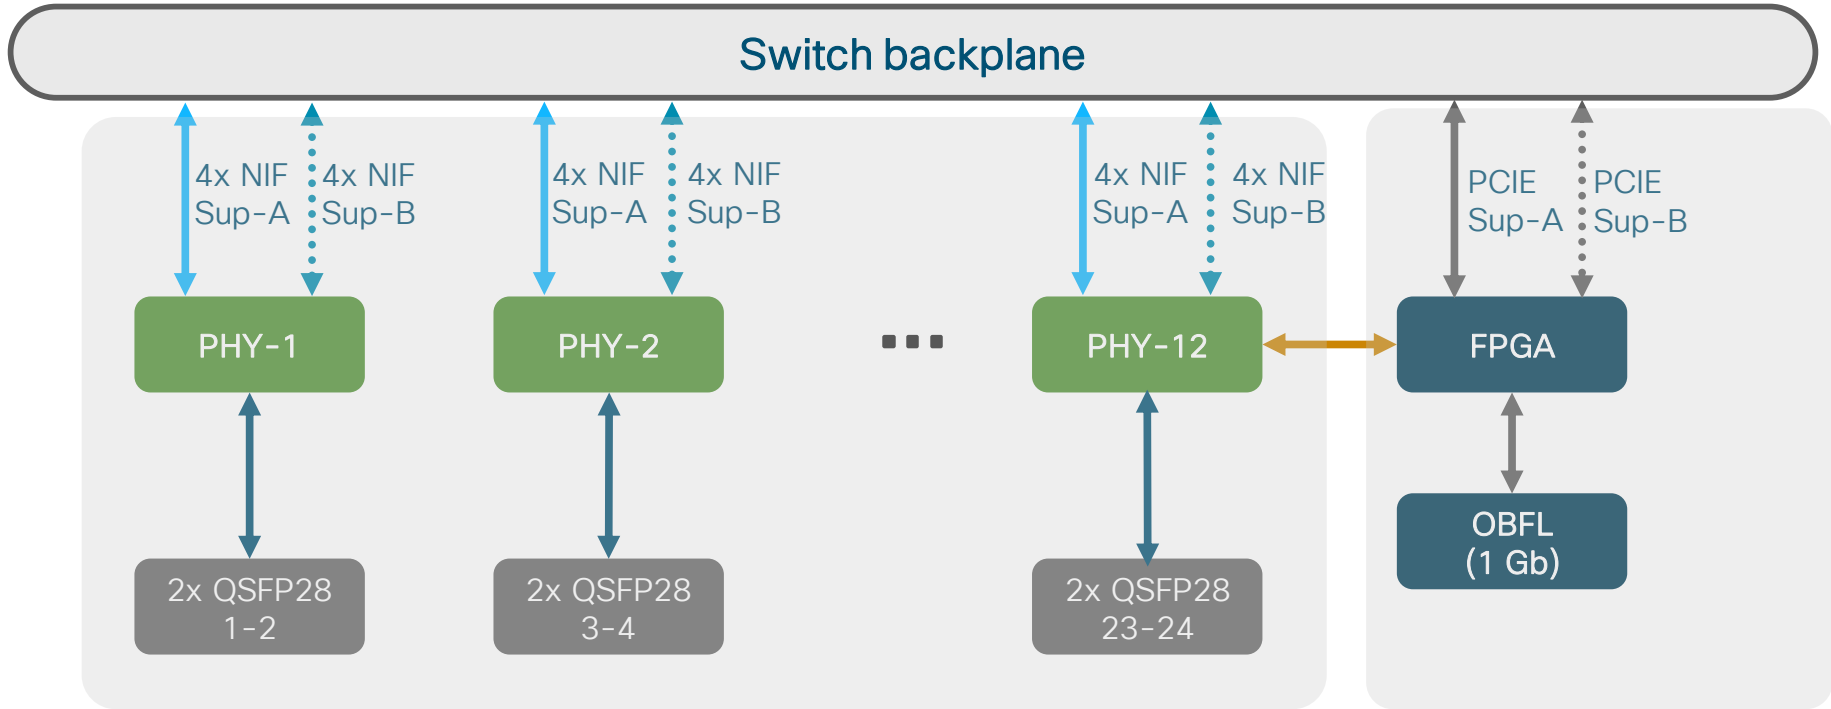 Switch backplane
4x NIF
Sup-A
4x NIF
Sup-B
4x NIF
Sup-A
4x NIF
Sup-B
4x NIF
Sup-A
4x NIF
Sup-B
PCIE
Sup-A
PCIE
Sup-B
PHY-1
PHY-2
PHY-12
FPGA
OBFL
(1 Gb)
2x QSFP28
1-2
2x QSFP28
3-4
2x QSFP28
23-24